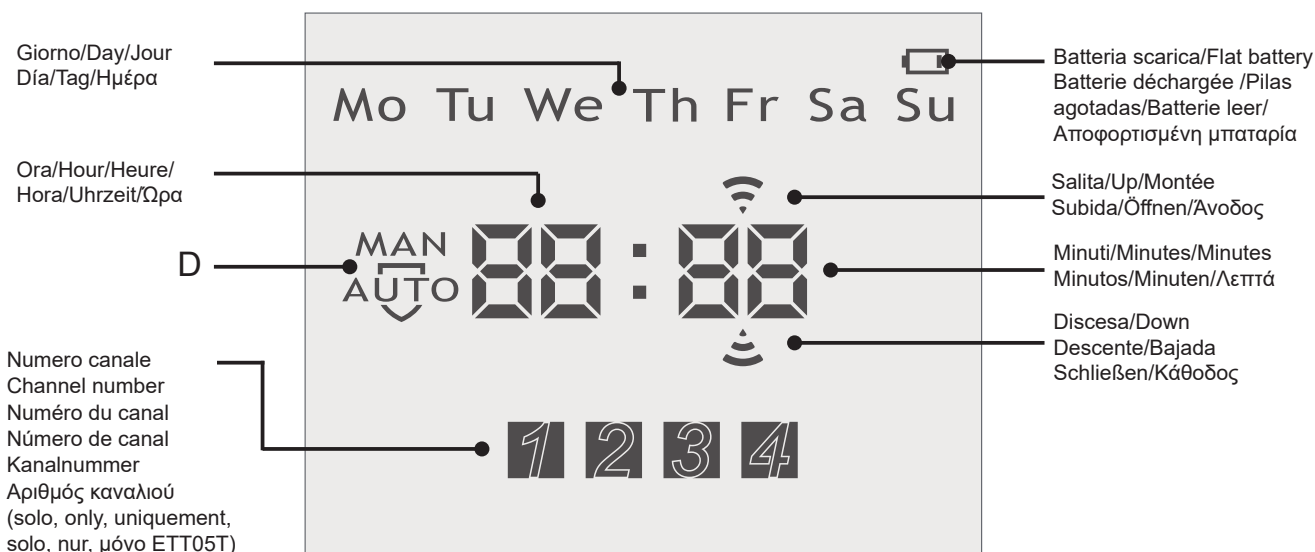 Giorno/Day/Jour
Día/Tag/Ημέρα
Ora/Hour/Heure/
Hora/Uhrzeit/Ώρα
D
Numero canale
Channel number
Numéro du canal
Número de canal
Kanalnummer
Αριθμός καναλιού
(solo, only, uniquement,
solo, nur, μόνο ETT05T)
Mo Tu We Th Fr Sa Su
MAN
AUTO
88:88
1 2 3 4
Batteria scarica/Flat battery
Batterie déchargée /Pilas
agotadas/Batterie leer/
Αποφορτισμένη μπαταρία
Salita/Up/Montée
Subida/Öffnen/Άνοδος
Minuti/Minutes/Minutes
Minutos/Minuten/Λεπτά
Discesa/Down
Descente/Bajada
Schließen/Κάθοδος